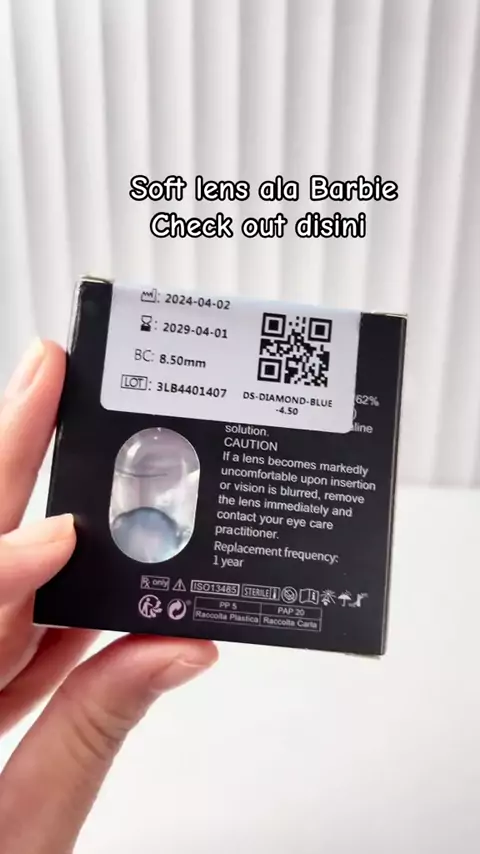 Soft lens ala Barbie
Check out disini
: 2024-04-02
: 2029-04-01
BC: 8.50mm
LOT : 3LB4401407
DS-DIAMOND-BLUE
-4.50
62%
)
line
solution.
CAUTION
If a lens becomes markedly
uncomfortable upon insertion
or vision is blurred, remove
the lens immediately and
contact your eye care
practitioner.
Replacement frequency:
1 year
Rx only ISO13485 STERILE
PP 5 PAP 20
Raccolta Plastica Raccolta Carta